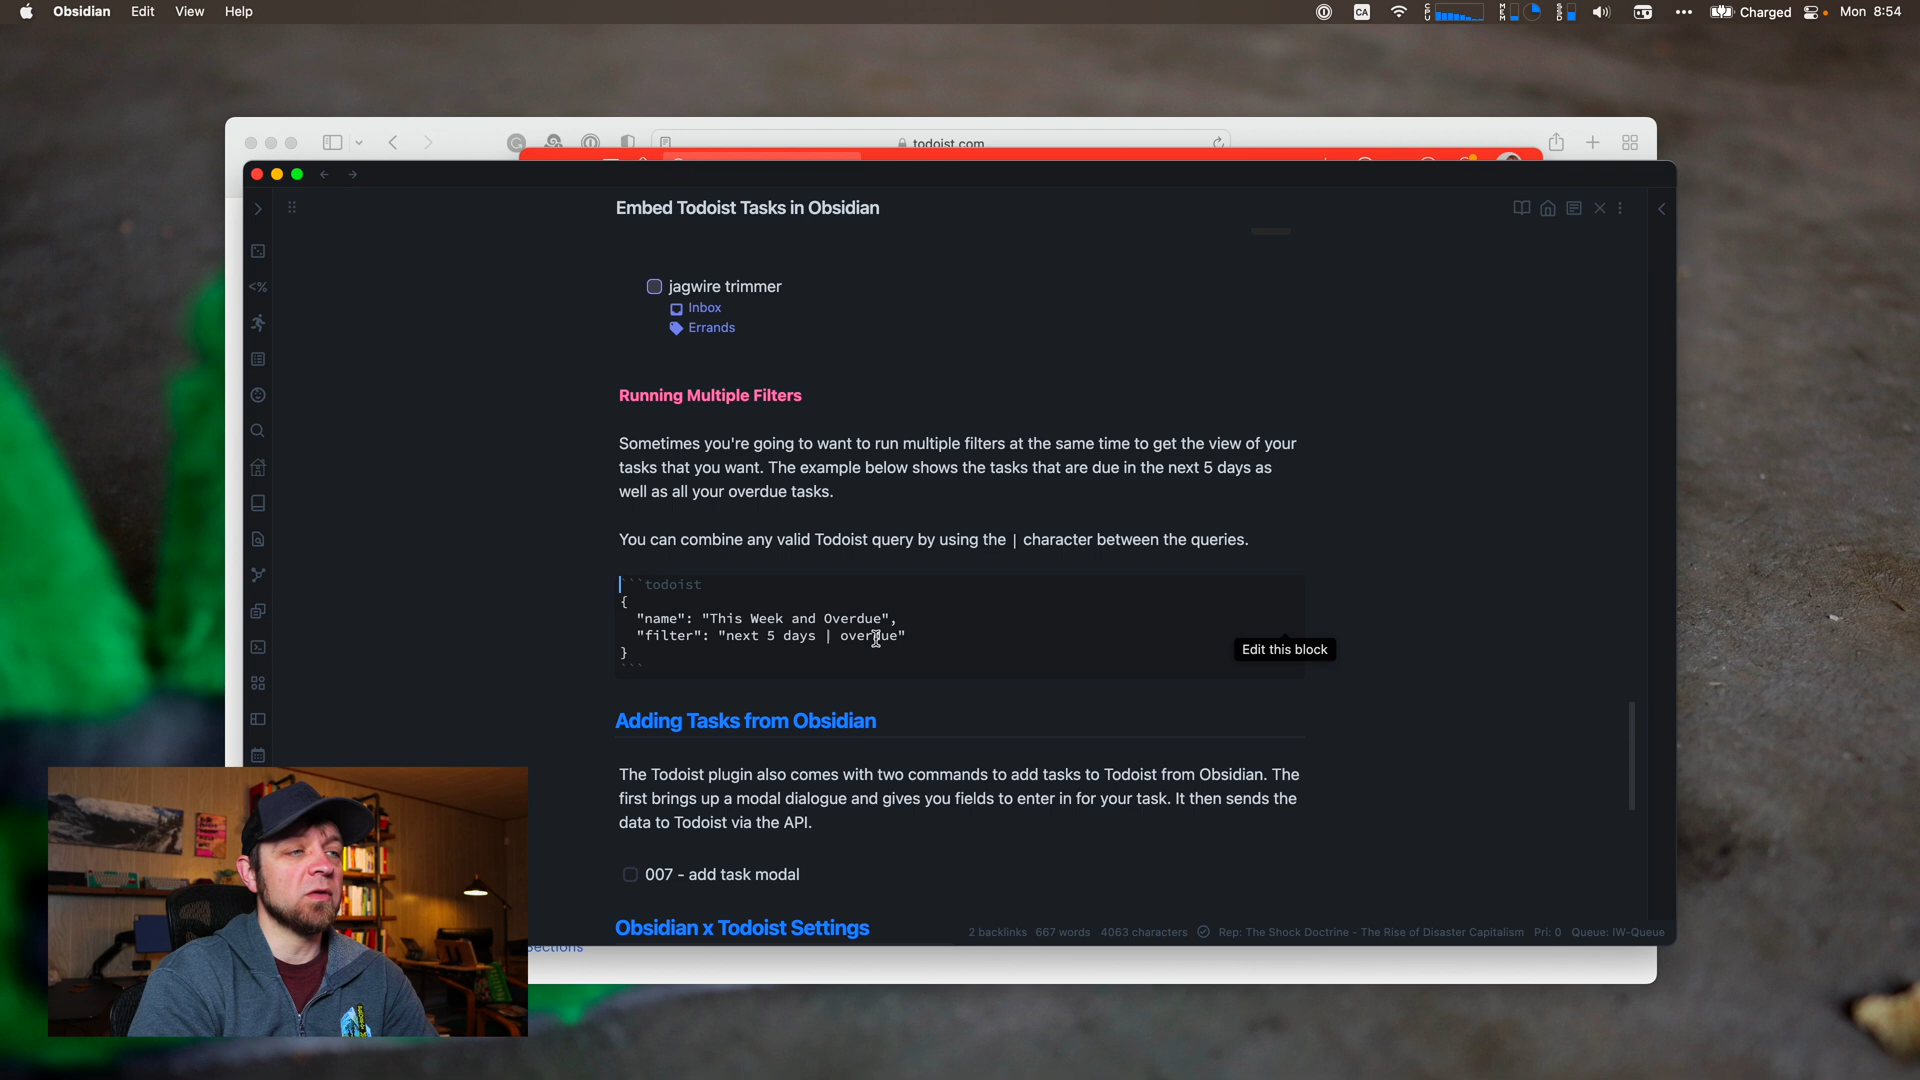 Obsidian Edit View Help
CA
CPU
MEM
SSD
Charged
Mon 8:54
todoist.com
Embed Todoist Tasks in Obsidian
jagwire trimmer
Inbox
Errands
Running Multiple Filters
Sometimes you're going to want to run multiple filters at the same time to get the view of your
tasks that you want. The example below shows the tasks that are due in the next 5 days as
well as all your overdue tasks.
You can combine any valid Todoist query by using the | character between the queries.
```todoist
{
"name": "This Week and Overdue",
"filter": "next 5 days | overdue"
}
```
Edit this block
Adding Tasks from Obsidian
The Todoist plugin also comes with two commands to add tasks to Todoist from Obsidian. The
first brings up a modal dialogue and gives you fields to enter in for your task. It then sends the
data to Todoist via the API.
007 - add task modal
Obsidian x Todoist Settings
2 backlinks 667 words 4063 characters Rep: The Shock Doctrine - The Rise of Disaster Capitalism Pri: 0 Queue: IW-Queue